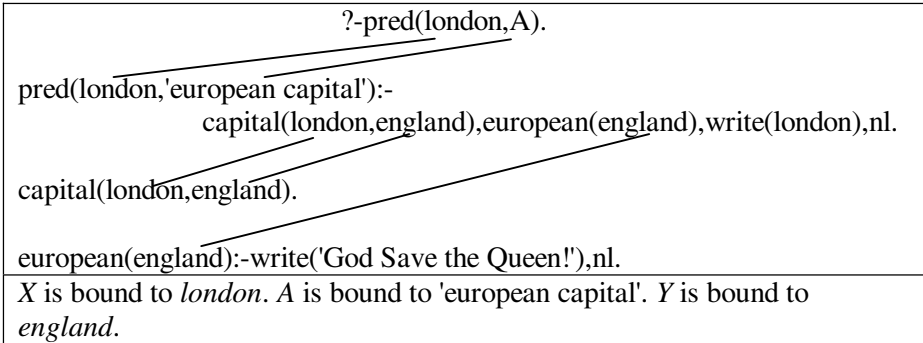 ?-pred(london,A).
pred(london,'european capital'):-
capital(london,england),european(england),write(london),nl.
capital(london,england).
european(england):-write('God Save the Queen!'),nl.
X is bound to london. A is bound to 'european capital'. Y is bound to
england.